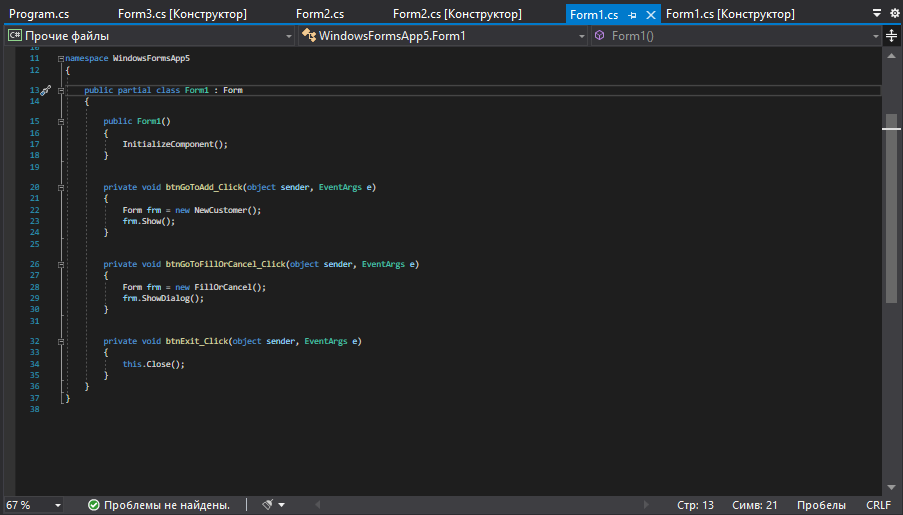 Program.cs Form3.cs [Конструктор] Form2.cs Form2.cs [Конструктор] Form1.cs Form1.cs [Конструктор]
C# Прочие файлы WindowsFormsApp5.Form1 Form1()
10
11 namespace WindowsFormsApp5
12 {
13 public partial class Form1 : Form
14 {
15 public Form1()
16 {
17 InitializeComponent();
18 }
19
20 private void btnGoToAdd_Click(object sender, EventArgs e)
21 {
22 Form frm = new NewCustomer();
23 frm.Show();
24 }
25
26 private void btnGoToFillOrCancel_Click(object sender, EventArgs e)
27 {
28 Form frm = new FillOrCancel();
29 frm.ShowDialog();
30 }
31
32 private void btnExit_Click(object sender, EventArgs e)
33 {
34 this.Close();
35 }
36 }
37 }
38
67 % Проблемы не найдены. Стр: 13 Симв: 21 Пробелы CRLF